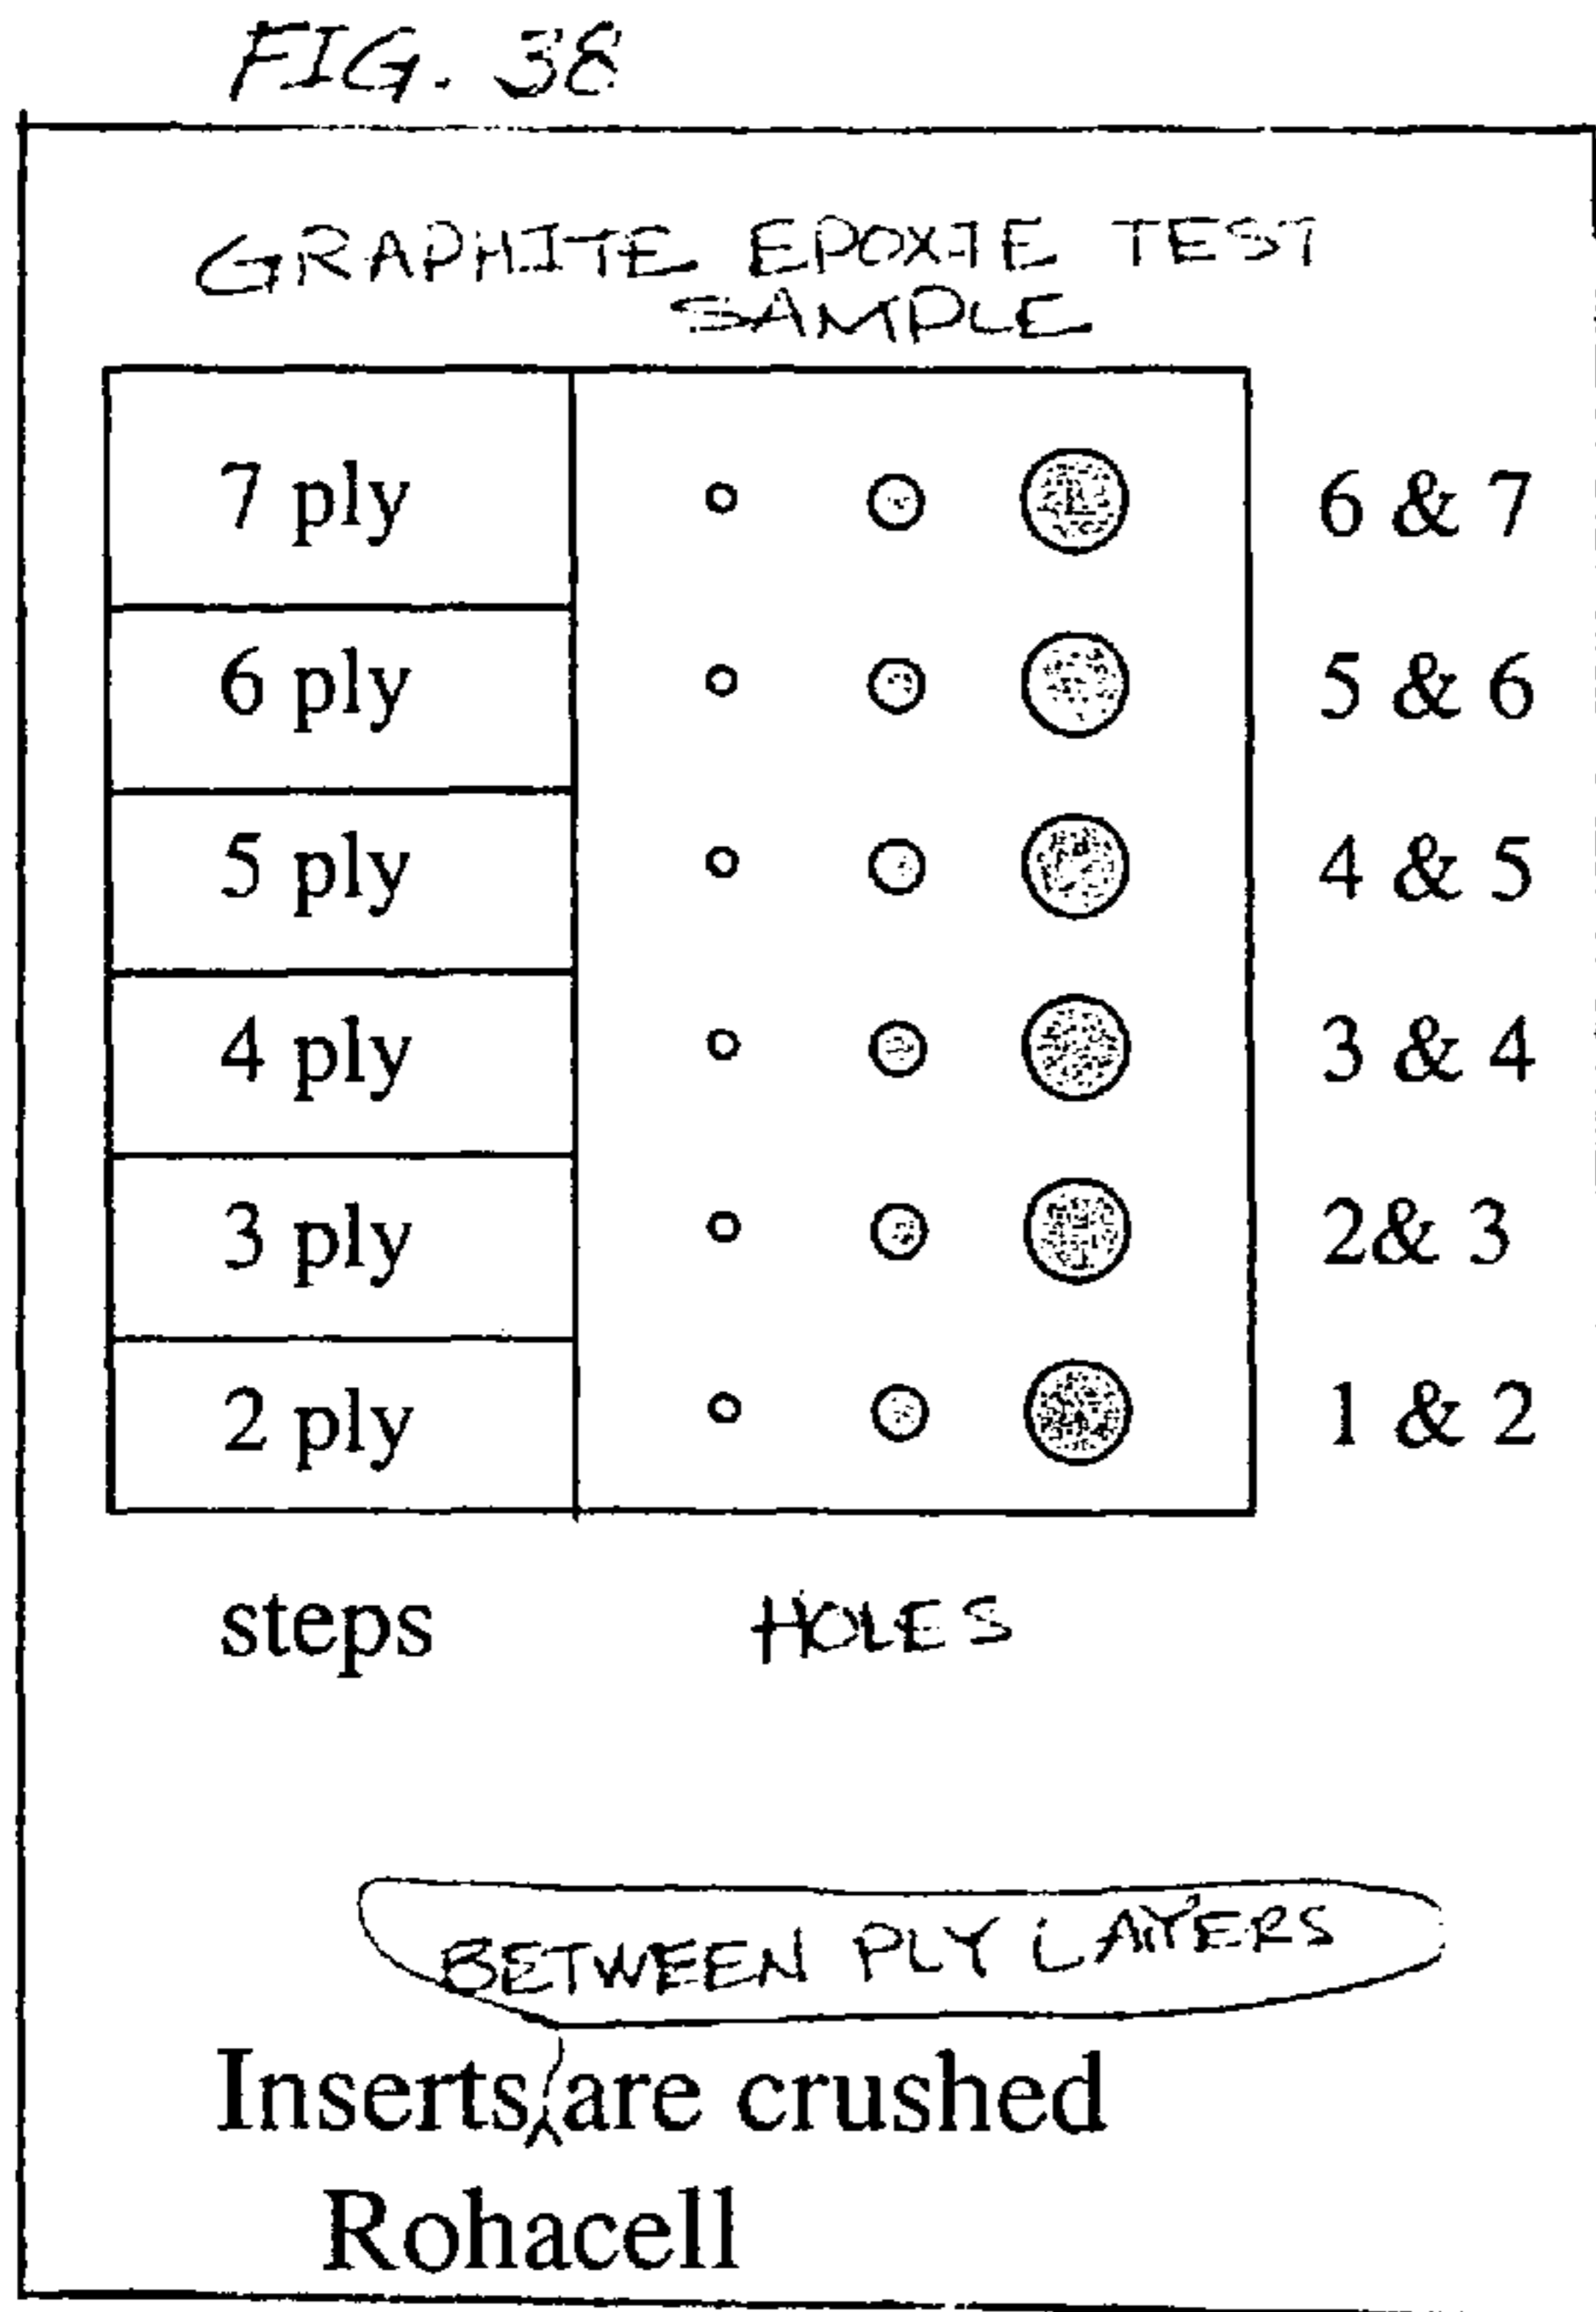 FIG. 38
GRAPHITE EPOXIE TEST
SAMPLE
7 ply 6 & 7
6 ply 5 & 6
5 ply 4 & 5
4 ply 3 & 4
3 ply 2& 3
2 ply 1 & 2
steps HOLES
BETWEEN PLY LAYERS
Inserts are crushed
Rohacell